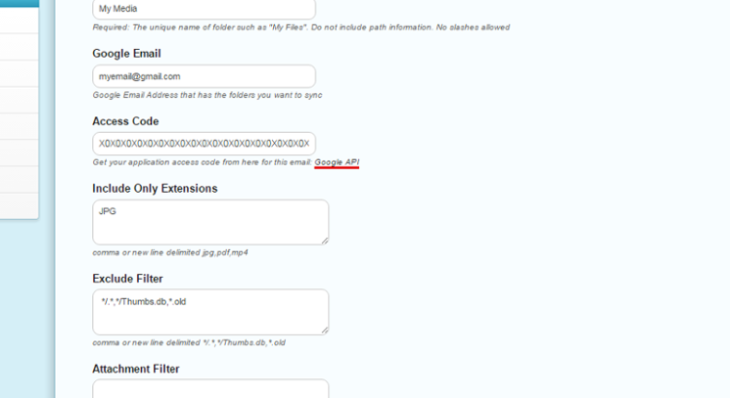 My Media
Required: The unique name of folder such as "My Files". Do not include path information. No slashes allowed
Google Email
myemail@gmail.com
Google Email Address that has the folders you want to sync
Access Code
X0X0X0X0X0X0X0X0X0X0X0X0X0X0X0X0X0X0X0X
Get your application access code from here for this email: Google API
Include Only Extensions
JPG
comma or new line delimited jpg,pdf,mp4
Exclude Filter
*/.*,*/Thumbs.db,*.old
comma or new line delimited */.*,*/Thumbs.db,*.old
Attachment Filter